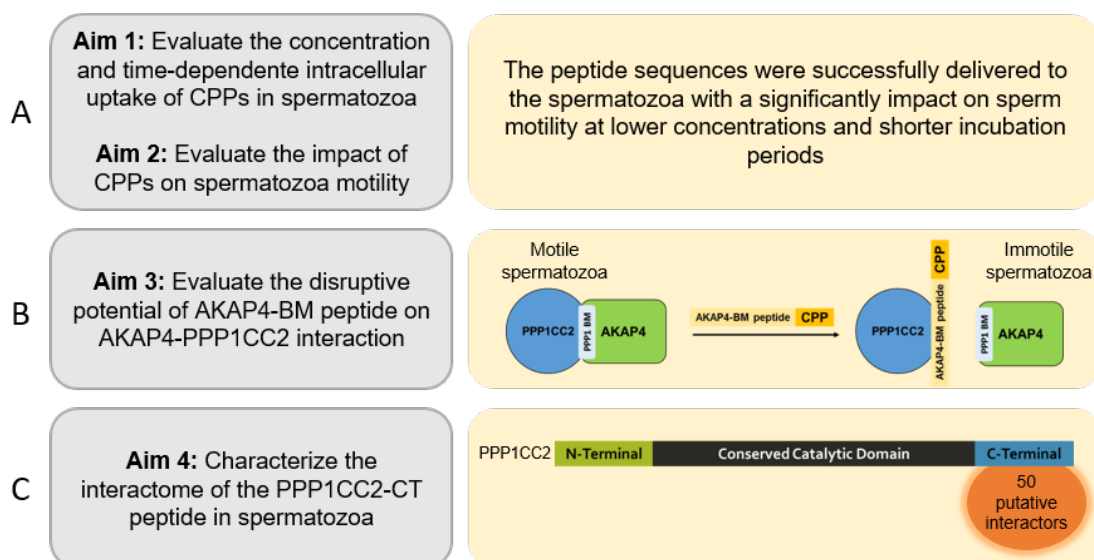 A
Aim 1: Evaluate the concentration
and time-dependente intracellular
uptake of CPPs in spermatozoa
Aim 2: Evaluate the impact of
CPPs on spermatozoa motility
The peptide sequences were successfully delivered to
the spermatozoa with a significantly impact on sperm
motility at lower concentrations and shorter incubation
periods
B
Aim 3: Evaluate the disruptive
potential of AKAP4-BM peptide on
AKAP4-PPP1CC2 interaction
Motile
spermatozoa
PPP1CC2
PPP1 BM
AKAP4
AKAP4-BM peptide CPP
PPP1CC2
AKAP4-BM peptide CPP
Immotile
spermatozoa
PPP1 BM
AKAP4
C
Aim 4: Characterize the
interactome of the PPP1CC2-CT
peptide in spermatozoa
PPP1CC2 N-Terminal Conserved Catalytic Domain C-Terminal
50
putative
interactors